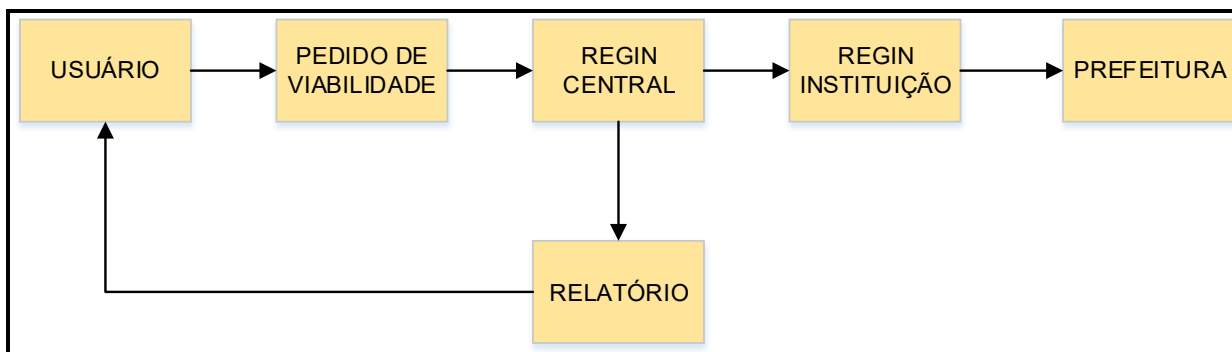 USUÁRIO
PEDIDO DE
VIABILIDADE
REGIN
CENTRAL
REGIN
INSTITUIÇÃO
PREFEITURA
RELATÓRIO